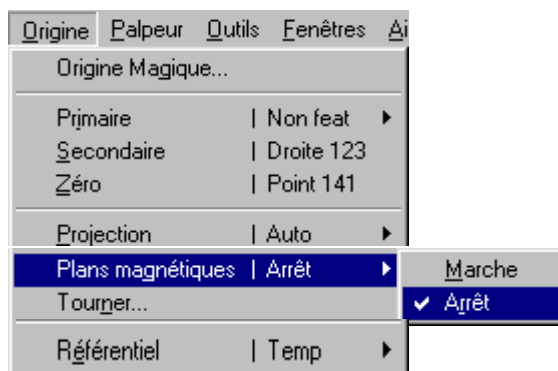 Origine Palpeur Outils Fenêtres Ai
Origine Magique...
Primaire | Non feat
Secondaire | Droite 123
Zéro | Point 141
Projection | Auto
Plans magnétiques | Arrêt
Marche
Tourner...
Arrêt
Référentiel | Temp